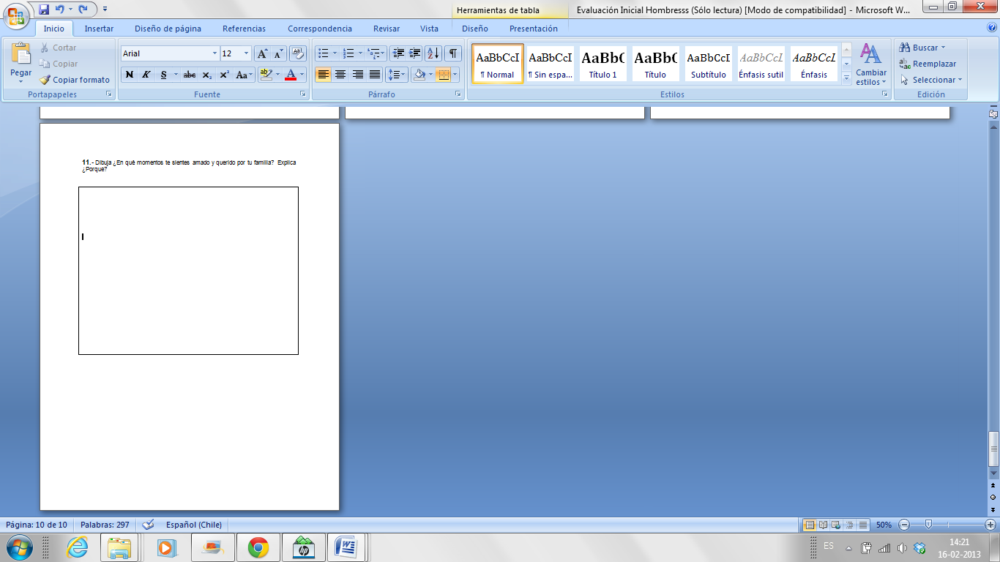 Herramientas de tabla
Evaluación Inicial Hombresss (Sólo lectura) [Modo de compatibilidad] - Microsoft W...
Inicio
Insertar
Diseño de página
Referencias
Correspondencia
Revisar
Vista
Diseño
Presentación
Pegar
Cortar
Copiar
Copiar formato
Portapapeles
Arial
12
N K S abc x₂ x² Aa
Fuente
Párrafo
AaBbCcI
¶ Normal
AaBbCcI
¶ Sin espa...
AaBbC
Título 1
AaBbC
Título
AaBbCcI
Subtítulo
AaBbCcL
Énfasis sutil
AaBbCcL
Énfasis
Cambiar
estilos
Estilos
Buscar
Reemplazar
Seleccionar
Edición
11.- Dibuja ¿En qué momentos te sientes amado y querido por tu familia? Explica
¿Porque?
Página: 10 de 10
Palabras: 297
Español (Chile)
50%
ES
14:21
16-02-2013